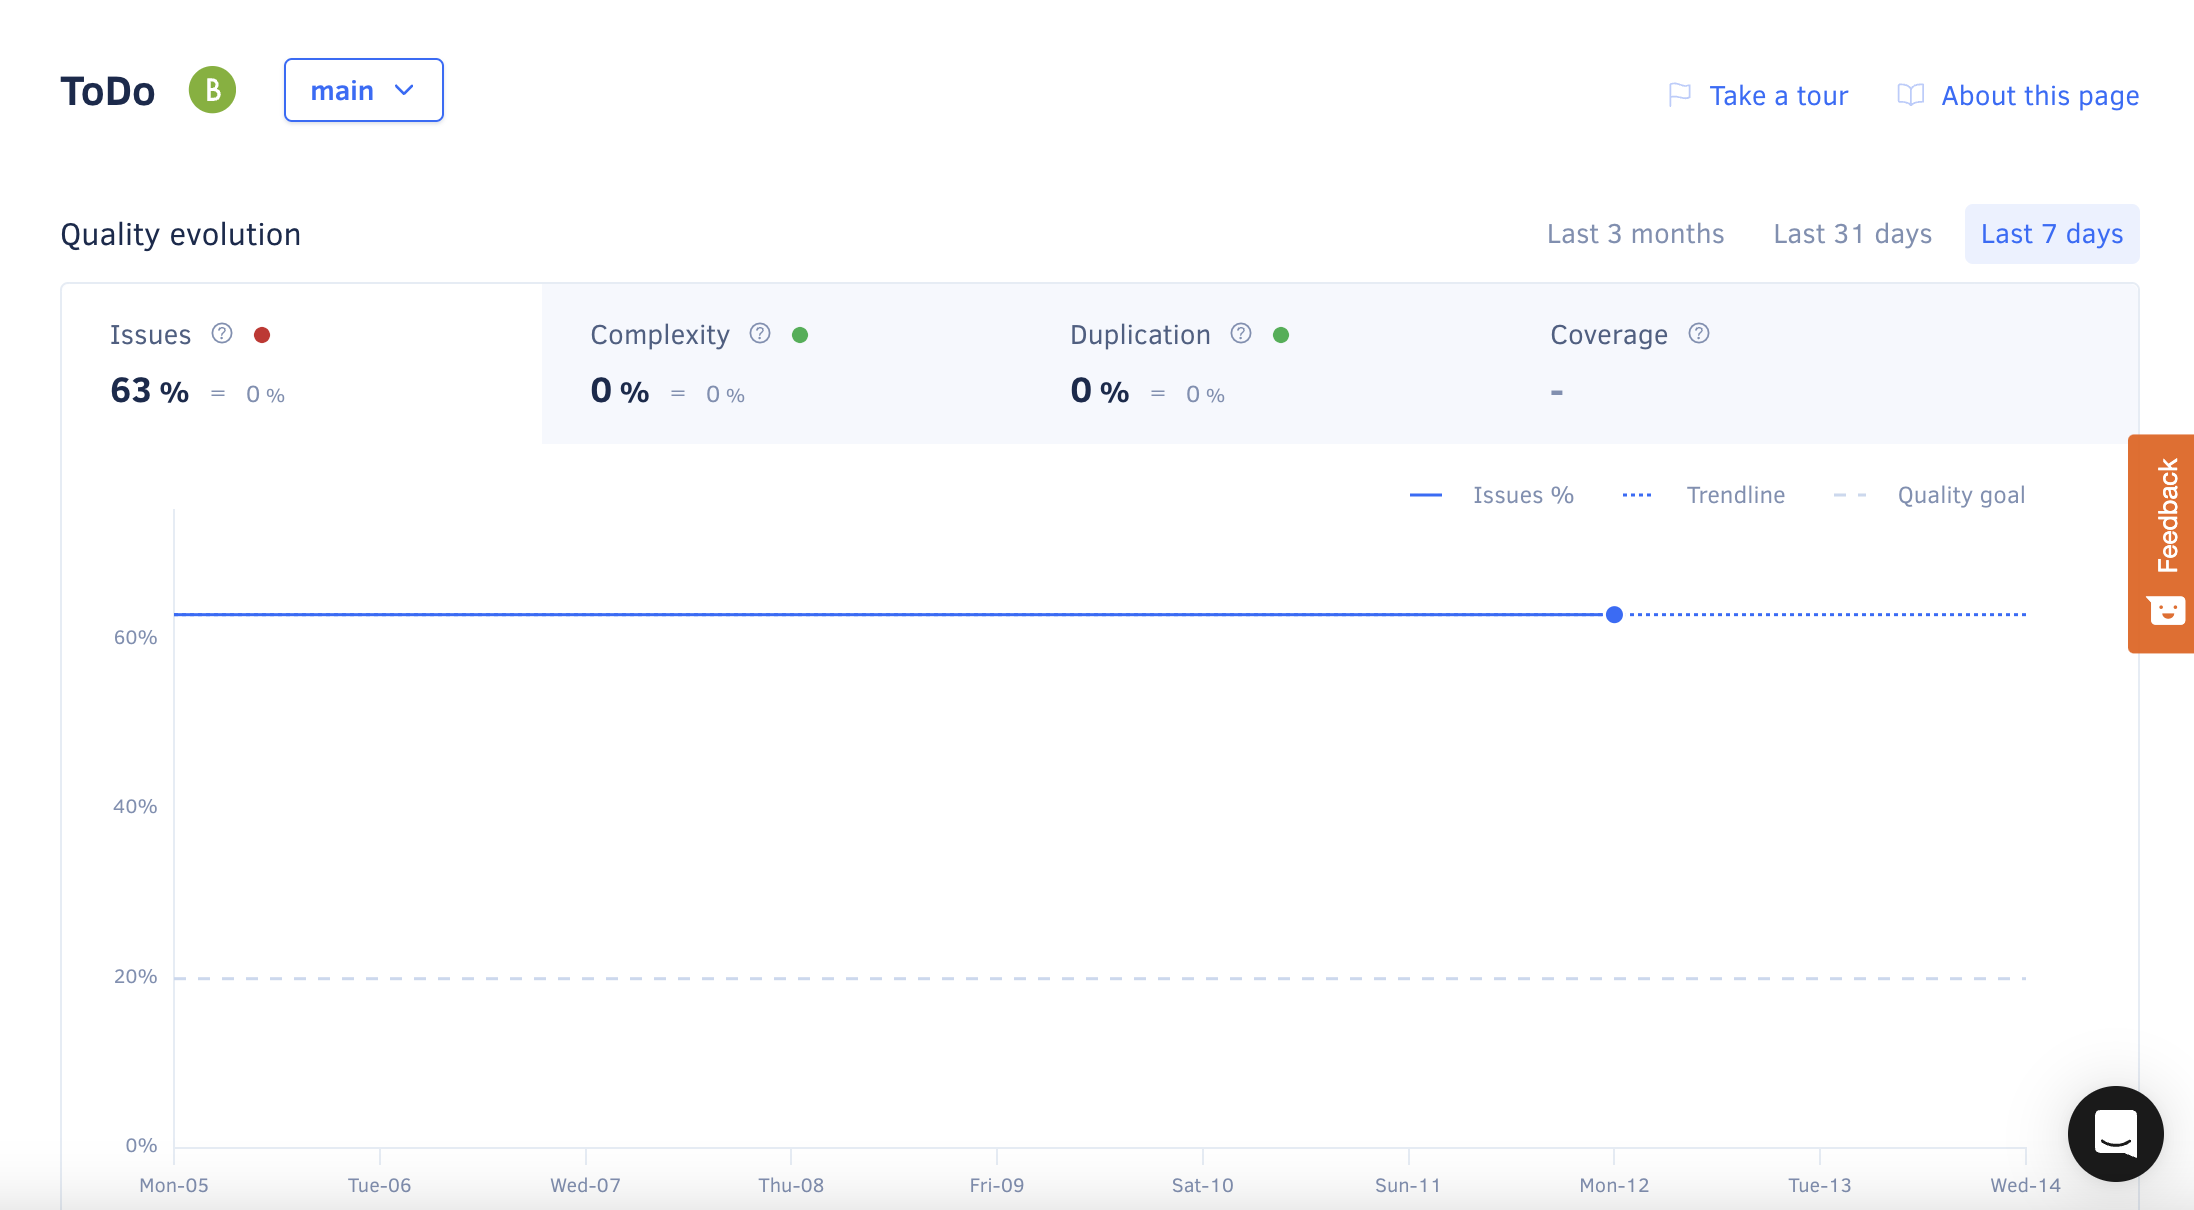 ToDo B main Take a tour About this page
Quality evolution Last 3 months Last 31 days Last 7 days
Issues Complexity Duplication Coverage
63 % = 0 % 0 % = 0 % 0 % = 0 % -
Issues % Trendline Quality goal
Feedback
60%
40%
20%
0%
Mon-05 Tue-06 Wed-07 Thu-08 Fri-09 Sat-10 Sun-11 Mon-12 Tue-13 Wed-14